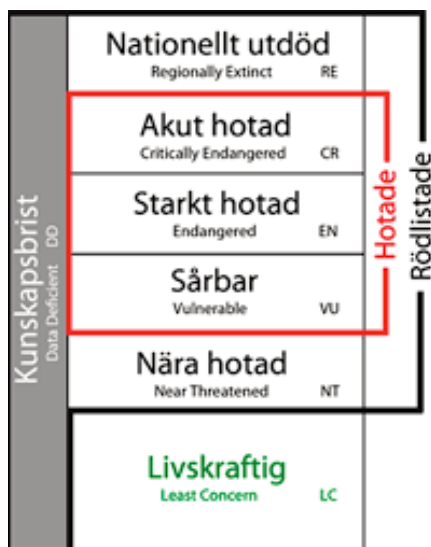 Nationellt utdöd
Regionally Extinct RE
Akut hotad
Critically Endangered CR
Starkt hotad
Endangered EN
Sårbar
Vulnerable VU
Nära hotad
Near Threatened NT
Livskraftig
Least Concern LC
Kunskapsbrist
Data Deficient DD
Hotade
Rödlistade